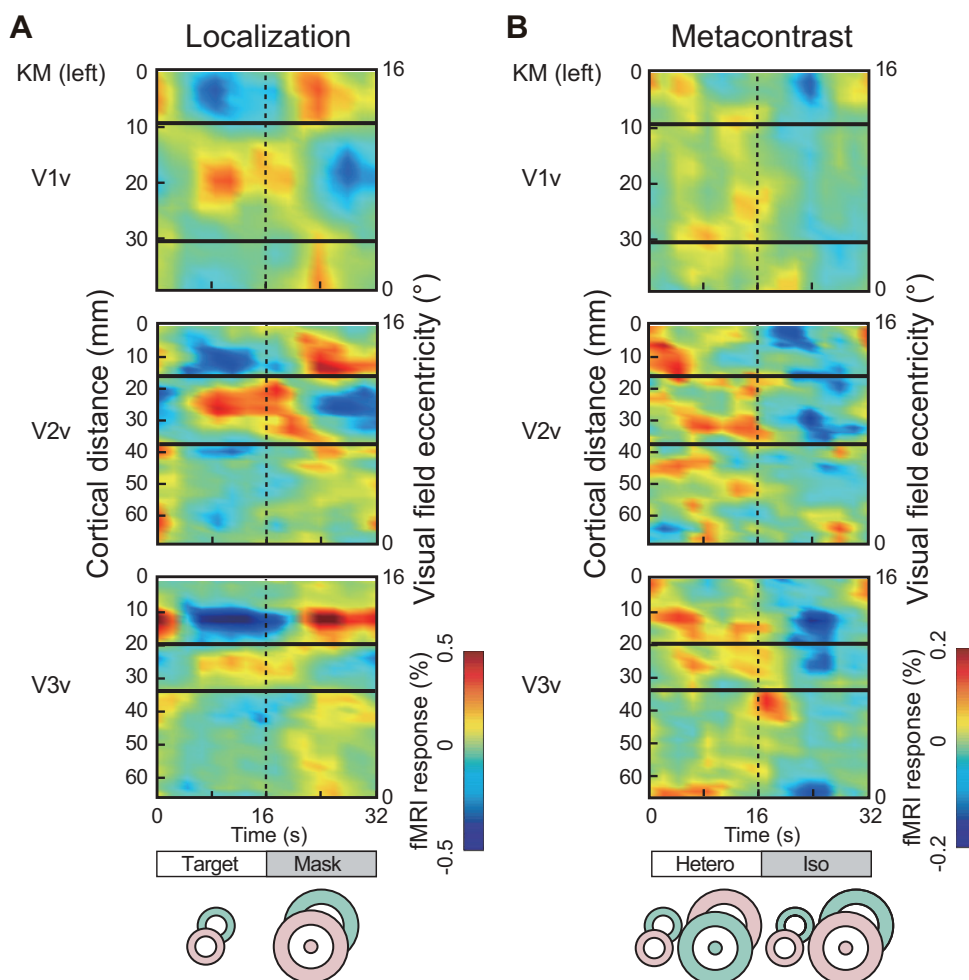 A
Localization
KM (left)
0
10
20
30
16
0
V1v
0
10
20
30
40
50
60
16
0
V2v
0
10
20
30
40
50
60
16
0
V3v
Cortical distance (mm)
Visual field eccentricity (°)
0
16
32
Time (s)
Target
Mask
0.5
0
-0.5
fMRI response (%)
B
Metacontrast
KM (left)
0
10
20
30
16
0
V1v
0
10
20
30
40
50
60
16
0
V2v
0
10
20
30
40
50
60
16
0
V3v
Cortical distance (mm)
Visual field eccentricity (°)
0
16
32
Time (s)
Hetero
Iso
0.2
0
-0.2
fMRI response (%)